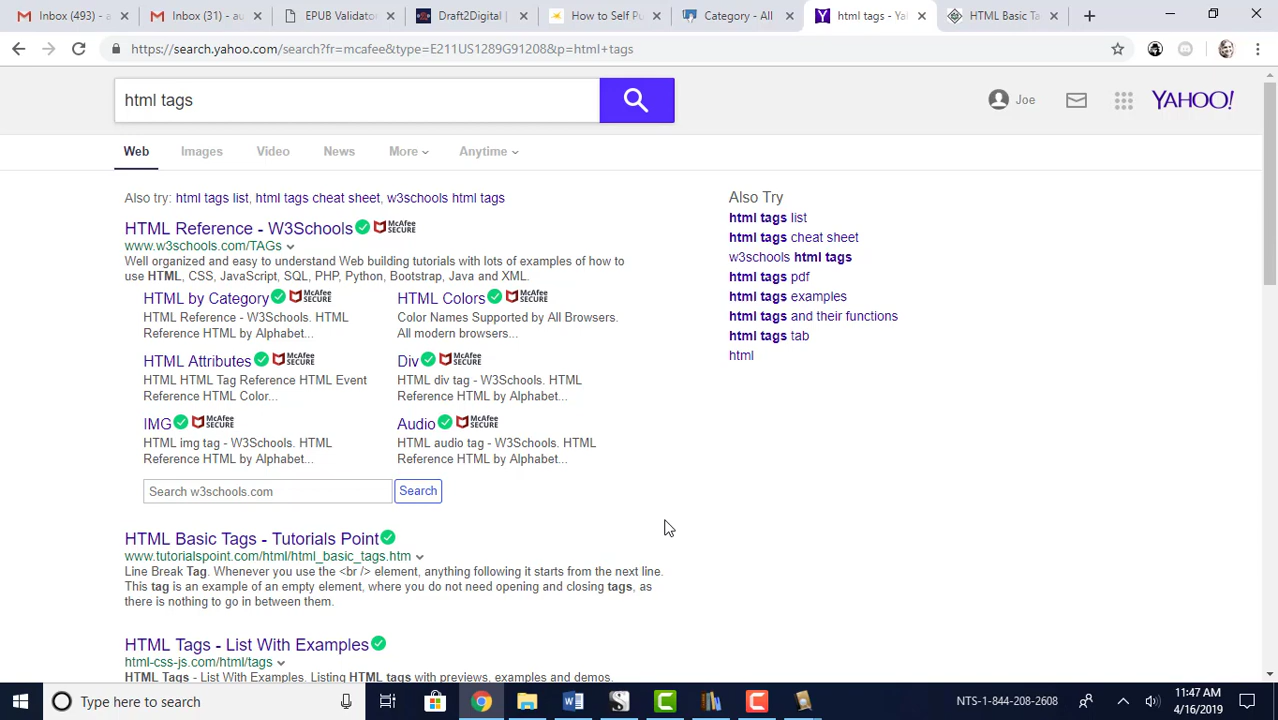 Inbox (493) - a
Inbox (31) - au
EPUB Validato
Draft2Digital |
How to Self Pu
Category - All
html tags - Ya
HTML Basic Ta
https://search.yahoo.com/search?fr=mcafee&type=E211US1289G91208&p=html+tags
html tags
Joe
YAHOO!
Web Images Video News More Anytime
Also try: html tags list, html tags cheat sheet, w3schools html tags
HTML Reference - W3Schools McAfee SECURE
www.w3schools.com/TAGs
Well organized and easy to understand Web building tutorials with lots of examples of how to
use HTML, CSS, JavaScript, SQL, PHP, Python, Bootstrap, Java and XML.
HTML by Category McAfee SECURE
HTML Reference - W3Schools. HTML
Reference HTML by Alphabet...
HTML Colors McAfee SECURE
Color Names Supported by All Browsers.
All modern browsers...
HTML Attributes McAfee SECURE
HTML HTML Tag Reference HTML Event
Reference HTML Color...
Div McAfee SECURE
HTML div tag - W3Schools. HTML
Reference HTML by Alphabet...
IMG McAfee SECURE
HTML img tag - W3Schools. HTML
Reference HTML by Alphabet...
Audio McAfee SECURE
HTML audio tag - W3Schools. HTML
Reference HTML by Alphabet...
Search w3schools.com Search
HTML Basic Tags - Tutorials Point
www.tutorialspoint.com/html/html_basic_tags.htm
Line Break Tag. Whenever you use the <br /> element, anything following it starts from the next line.
This tag is an example of an empty element, where you do not need opening and closing tags, as
there is nothing to go in between them.
HTML Tags - List With Examples
html-css-js.com/html/tags
HTML Tags - List With Examples. Listing HTML tags with previews, examples and demos.
Also Try
html tags list
html tags cheat sheet
w3schools html tags
html tags pdf
html tags examples
html tags and their functions
html tags tab
html
Type here to search
NTS-1-844-208-2608
11:47 AM
4/16/2019